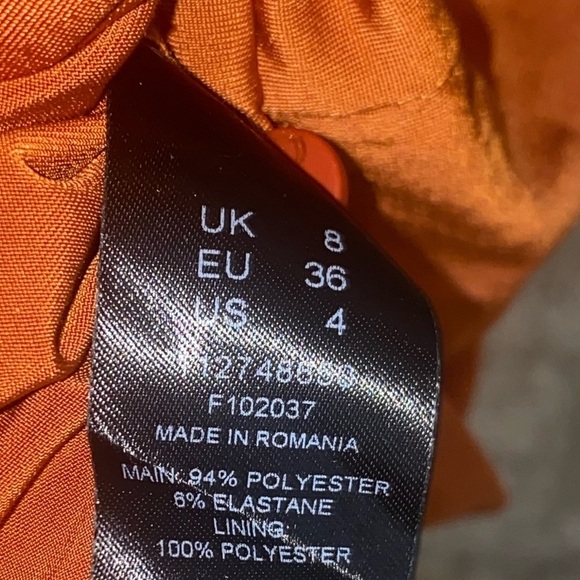 UK 8
EU 36
US 4
F102037
MADE IN ROMANIA
MAIN: 94% POLYESTER
6% ELASTANE
LINING:
100% POLYESTER